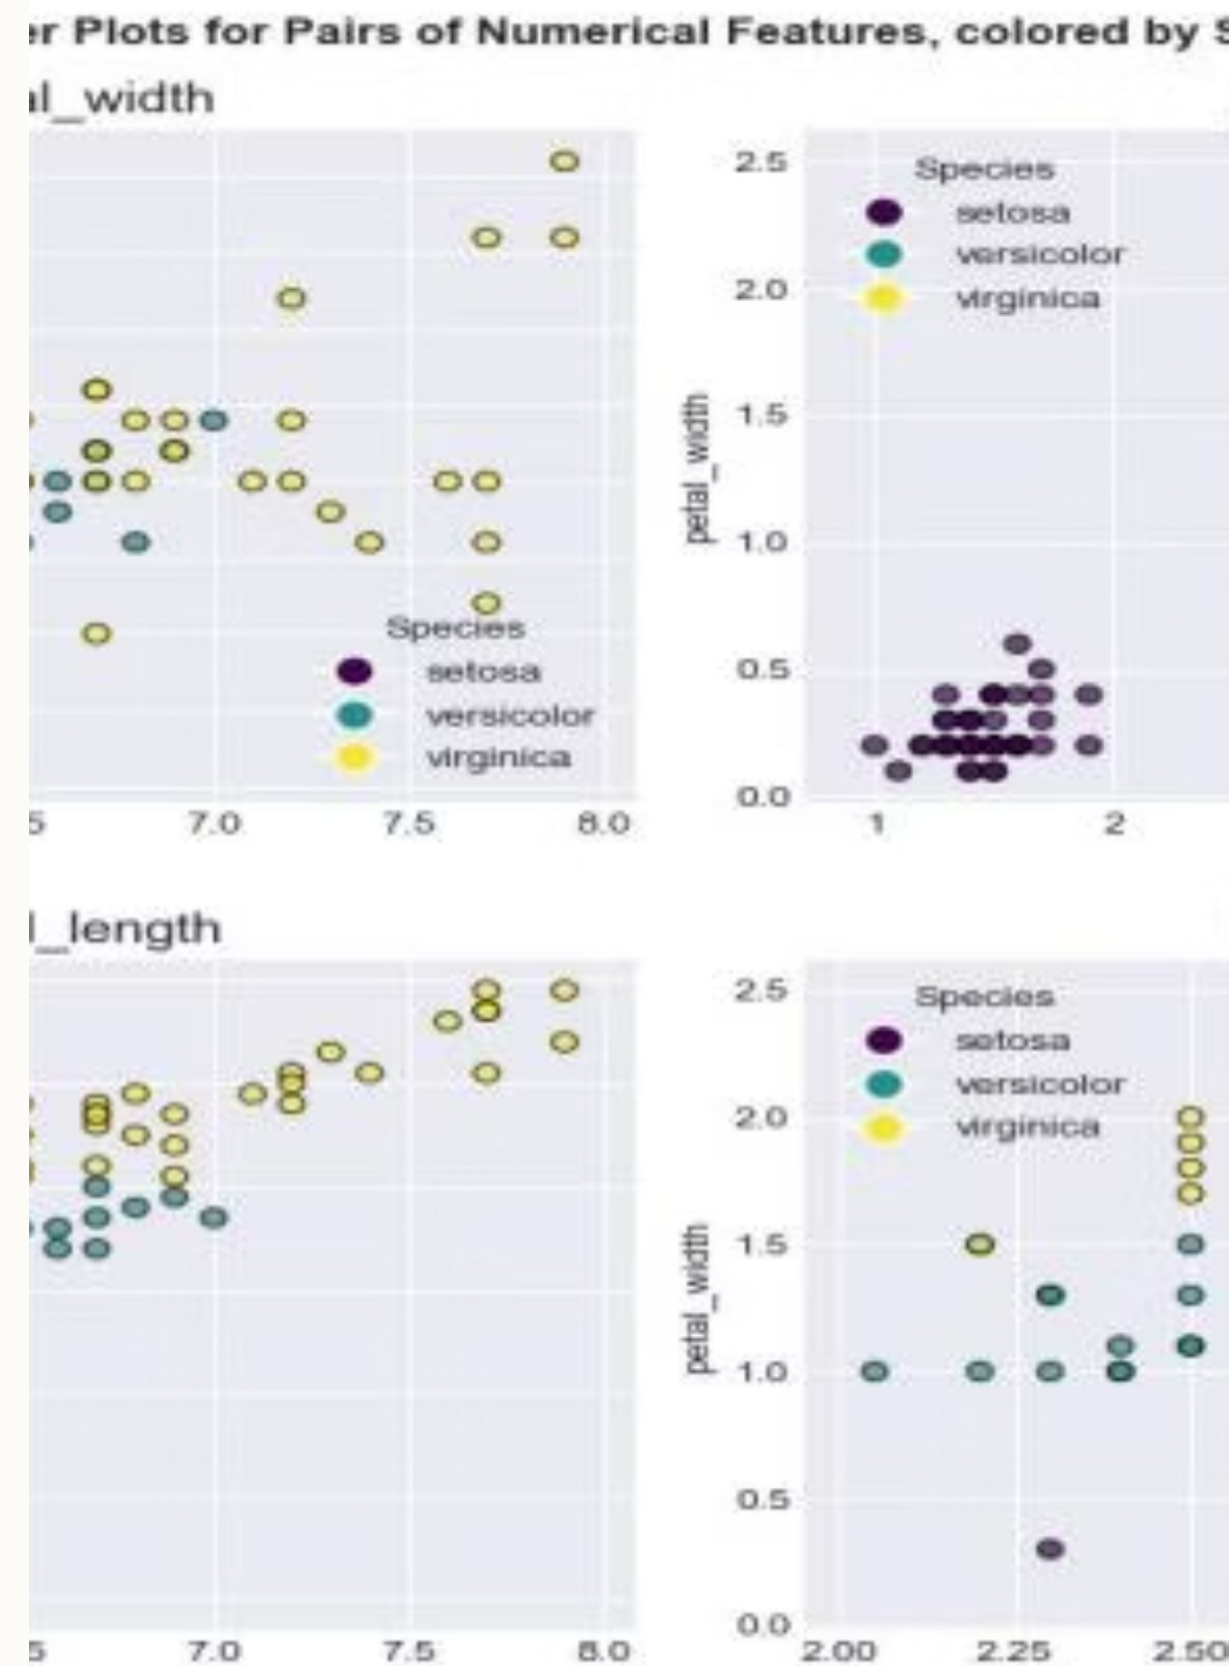 er Plots for Pairs of Numerical Features, colored by S
al_width
Species
setosa
versicolor
virginica
5 7.0 7.5 8.0
2.5
2.0
1.5
1.0
0.5
0.0
petal_width
Species
setosa
versicolor
virginica
1 2
l_length
5 7.0 7.5 8.0
2.5
2.0
1.5
1.0
0.5
0.0
petal_width
Species
setosa
versicolor
virginica
2.00 2.25 2.50